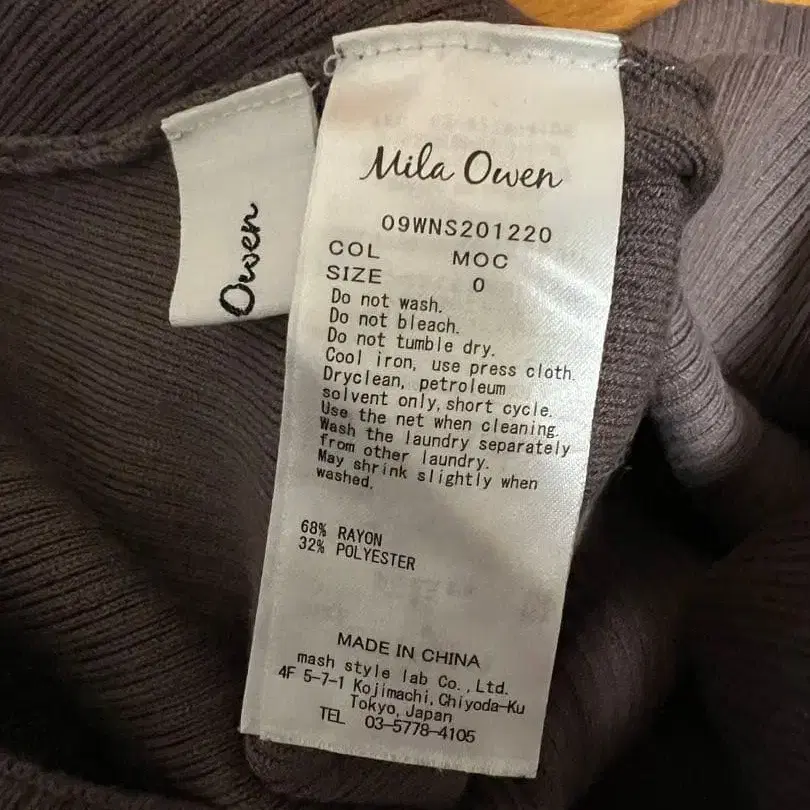 Owen
Mila Owen
09WNS201220
COL MOC
SIZE 0
Do not wash.
Do not bleach.
Do not tumble dry.
Cool iron, use press cloth.
Dryclean, petroleum
solvent only, short cycle.
Use the net when cleaning.
Wash the laundry separately
from other laundry.
May shrink slightly when
washed.
68% RAYON
32% POLYESTER
MADE IN CHINA
mash style lab Co., Ltd.
4F 5-7-1 Kojimachi, Chiyoda-Ku
Tokyo, Japan
TEL 03-5778-4105